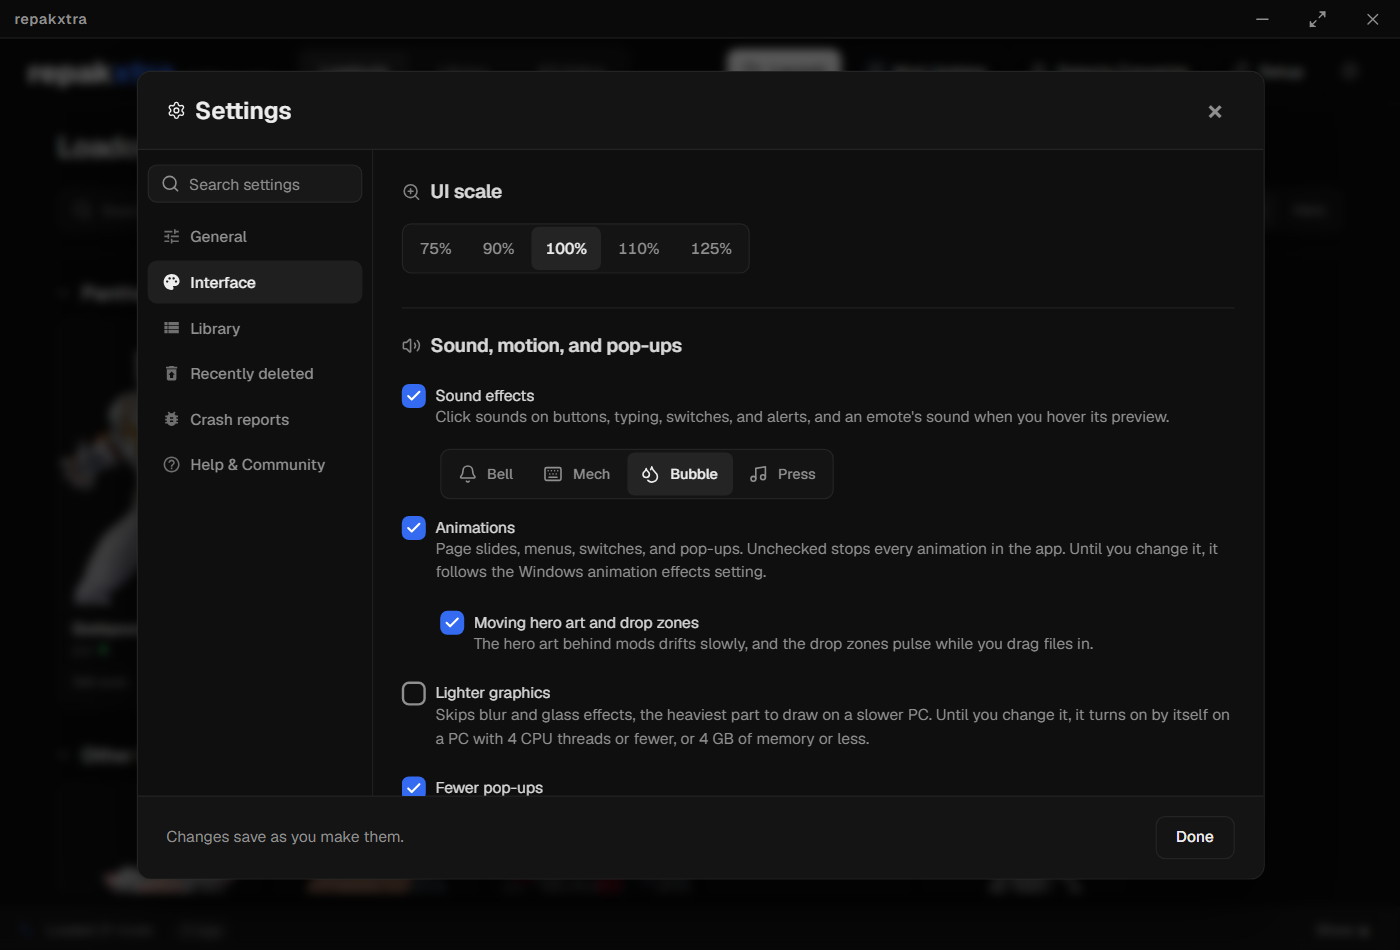 repakxtra
repakxtra
Settings
Search settings
General
Interface
Library
Recently deleted
Crash reports
Help & Community
UI scale
75% 90% 100% 110% 125%
Sound, motion, and pop-ups
Sound effects
Click sounds on buttons, typing, switches, and alerts, and an emote's sound when you hover its preview.
Bell Mech Bubble Press
Animations
Page slides, menus, switches, and pop-ups. Unchecked stops every animation in the app. Until you change it, it
follows the Windows animation effects setting.
Moving hero art and drop zones
The hero art behind mods drifts slowly, and the drop zones pulse while you drag files in.
Lighter graphics
Skips blur and glass effects, the heaviest part to draw on a slower PC. Until you change it, it turns on by itself on
a PC with 4 CPU threads or fewer, or 4 GB of memory or less.
Fewer pop-ups
Changes save as you make them.
Done